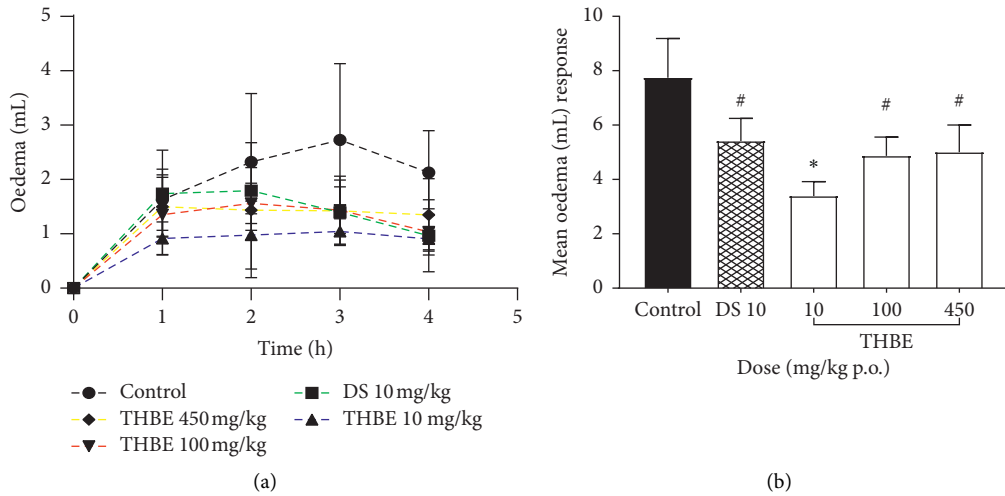 5
4
3
2
1
0
Oedema (mL)
0 1 2 3 4 5
Time (h)
Control
THBE 450 mg/kg
THBE 100 mg/kg
DS 10 mg/kg
THBE 10 mg/kg
(a)
10
8
6
4
2
0
Mean oedema (mL) response
#
*
#
#
Control DS 10 10 100 450
THBE
Dose (mg/kg p.o.)
(b)